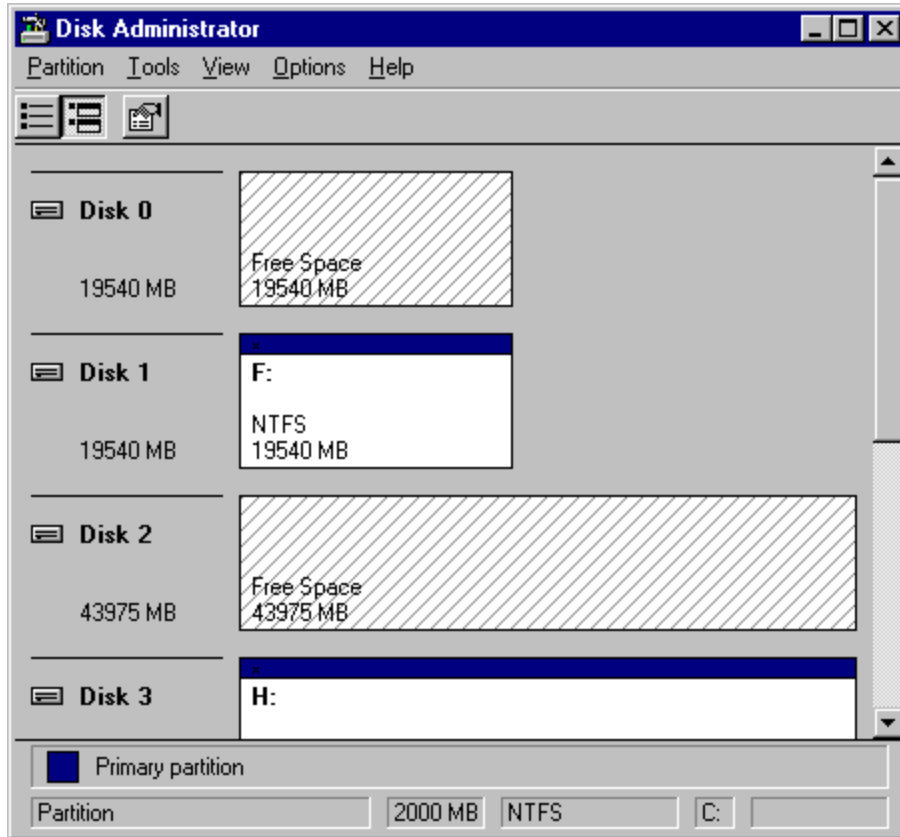 Disk Administrator
Partition Tools View Options Help
Disk 0
19540 MB
Free Space
19540 MB
Disk 1
19540 MB
F:
NTFS
19540 MB
Disk 2
43975 MB
Free Space
43975 MB
Disk 3
H:
Primary partition
Partition 2000 MB NTFS C: